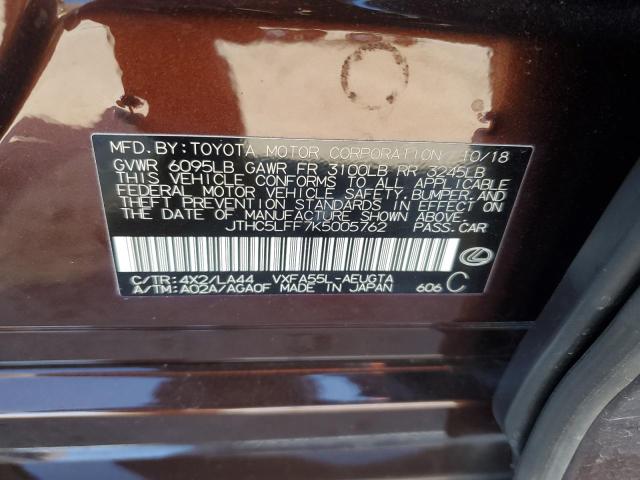 MFD.BY:TOYOTA MOTOR CORPORATION 10/18
GVWR 6095LB GAWR FR 3100LB RR 3245LB
THIS VEHICLE CONFORMS TO ALL APPLICABLE
FEDERAL MOTOR VEHICLE SAFETY, BUMPER, AND
THEFT PREVENTION STANDARDS IN EFFECT ON
THE DATE OF MANUFACTURE SHOWN ABOVE.
JTHC5LFF7K5005762 PASS.CAR
C/TR:4X2/LA44 VXFA55L-AEUGTA
A/TM:A02A/AGA0F MADE IN JAPAN 606 C